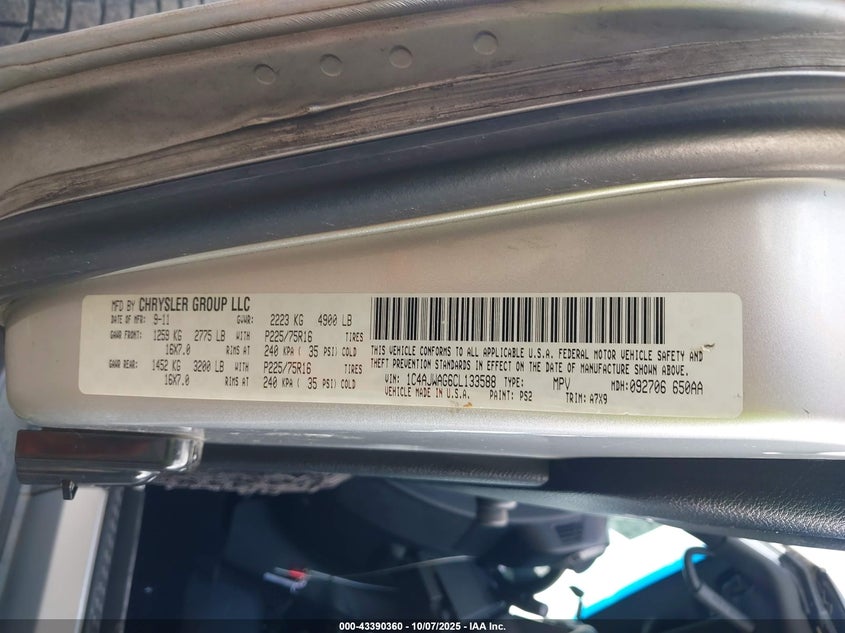 MFD BY CHRYSLER GROUP LLC
DATE OF MFR: 9-11 GVWR: 2223 KG 4900 LB
GAWR FRONT: 1259 KG 2775 LB WITH P225/75R16 TIRES
16X7.0 RIMS AT 240 KPA ( 35 PSI) COLD
GAWR REAR: 1452 KG 3200 LB WITH P225/75R16 TIRES
16X7.0 RIMS AT 240 KPA ( 35 PSI) COLD
THIS VEHICLE CONFORMS TO ALL APPLICABLE U.S.A. FEDERAL MOTOR VEHICLE SAFETY AND
THEFT PREVENTION STANDARDS IN EFFECT ON THE DATE OF MANUFACTURE SHOWN ABOVE.
VIN: 1C4AJWAG6CL133588 TYPE: MPV MDH: 092706 650AA
VEHICLE MADE IN U.S.A. PAINT: PS2 TRIM: A7X9
000-43390360 - 10/07/2025 - IAA Inc.